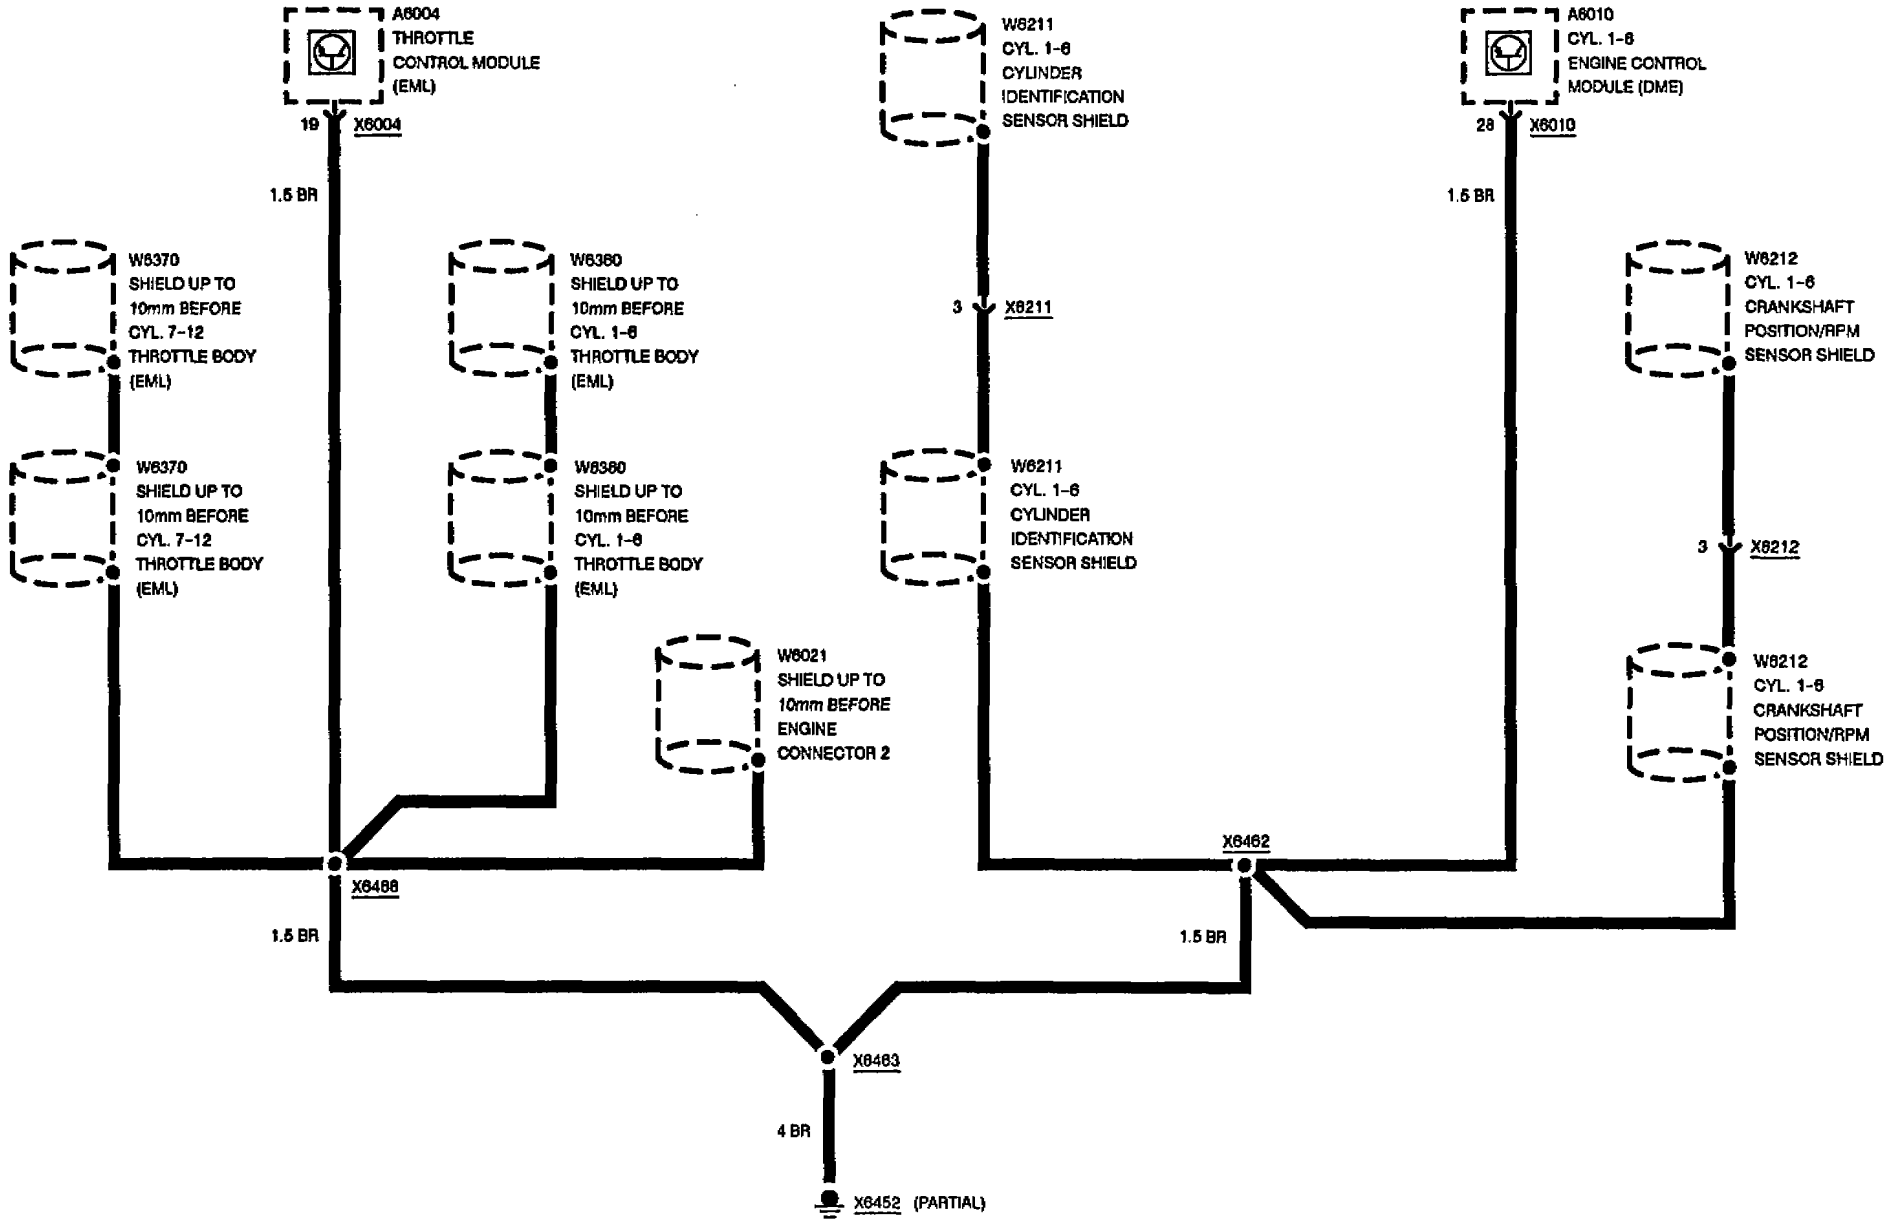 A6004
THROTTLE
CONTROL MODULE
(EML)
19
X6004
1.5 BR
W6211
CYL. 1-6
CYLINDER
IDENTIFICATION
SENSOR SHIELD
A6010
CYL. 1-6
ENGINE CONTROL
MODULE (DME)
28
X6010
1.5 BR
W6370
SHIELD UP TO
10mm BEFORE
CYL. 7-12
THROTTLE BODY
(EML)
W6360
SHIELD UP TO
10mm BEFORE
CYL. 1-6
THROTTLE BODY
(EML)
3
X6211
W6212
CYL. 1-6
CRANKSHAFT
POSITION/RPM
SENSOR SHIELD
W6370
SHIELD UP TO
10mm BEFORE
CYL. 7-12
THROTTLE BODY
(EML)
W6360
SHIELD UP TO
10mm BEFORE
CYL. 1-6
THROTTLE BODY
(EML)
W6211
CYL. 1-6
CYLINDER
IDENTIFICATION
SENSOR SHIELD
3
X6212
W6021
SHIELD UP TO
10mm BEFORE
ENGINE
CONNECTOR 2
W6212
CYL. 1-6
CRANKSHAFT
POSITION/RPM
SENSOR SHIELD
X6462
1.5 BR
1.5 BR
X6463
4 BR
X6452 (PARTIAL)